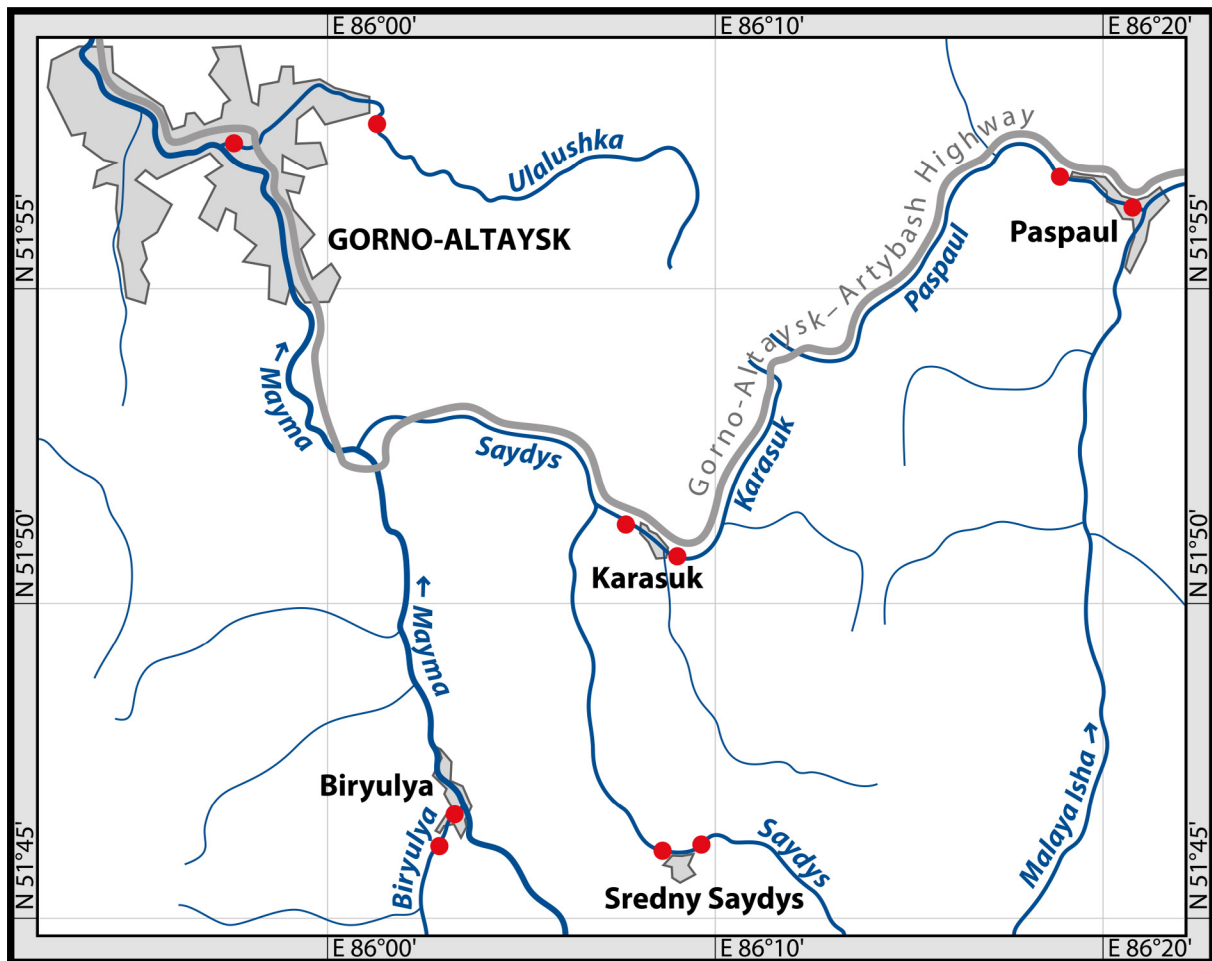 E 86°00'
E 86°10'
E 86°20'
Ulalushka
Gorno-Altaysk–Artybash Highway
N 51°55'
N 51°55'
GORNO-ALTAYSK
Paspaul
Paspaul
← Mayma
Saydys
Karasuk
N 51°50'
N 51°50'
Karasuk
← Mayma
Biryulya
Malaya Isha →
Biryulya
Saydys
N 51°45'
N 51°45'
Sredny Saydys
E 86°00'
E 86°10'
E 86°20'